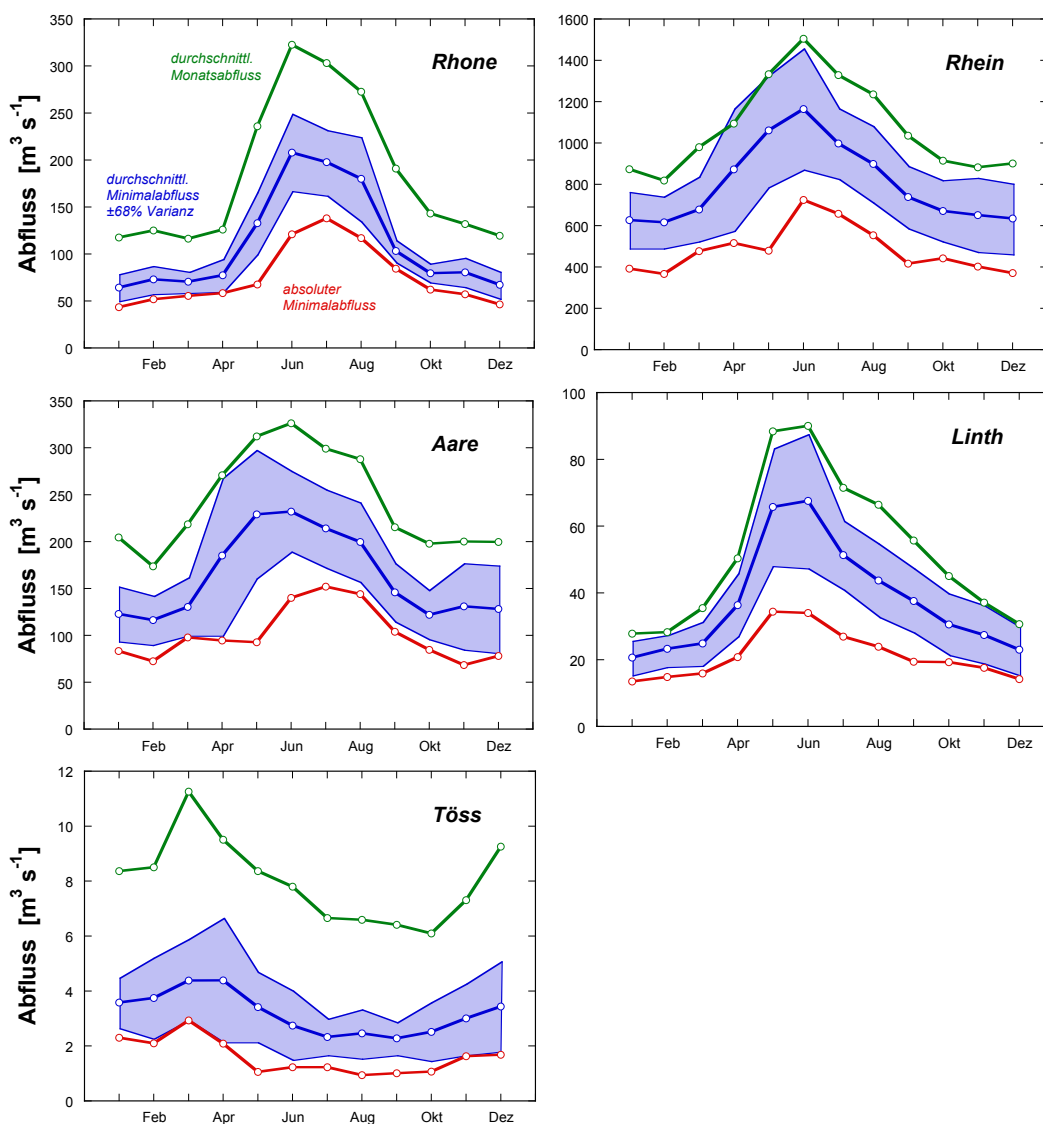 Rhone
durchschnittl.
Monatsabfluss
durchschnittl.
Minimalabfluss
±68% Varianz
absoluter
Minimalabfluss
Abfluss [m³ s⁻¹]
350
300
250
200
150
100
50
0
Feb Apr Jun Aug Okt Dez
Rhein
1600
1400
1200
1000
800
600
400
200
0
Feb Apr Jun Aug Okt Dez
Aare
Abfluss [m³ s⁻¹]
350
300
250
200
150
100
50
0
Feb Apr Jun Aug Okt Dez
Linth
100
80
60
40
20
0
Feb Apr Jun Aug Okt Dez
Töss
Abfluss [m³ s⁻¹]
12
10
8
6
4
2
0
Feb Apr Jun Aug Okt Dez